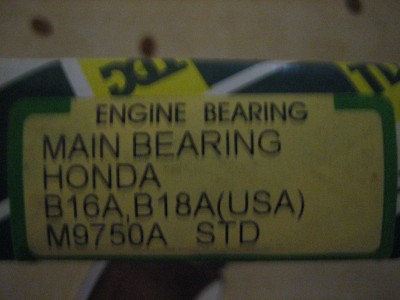 ENGINE BEARING
MAIN BEARING
HONDA
B16A,B18A(USA)
M9750A STD